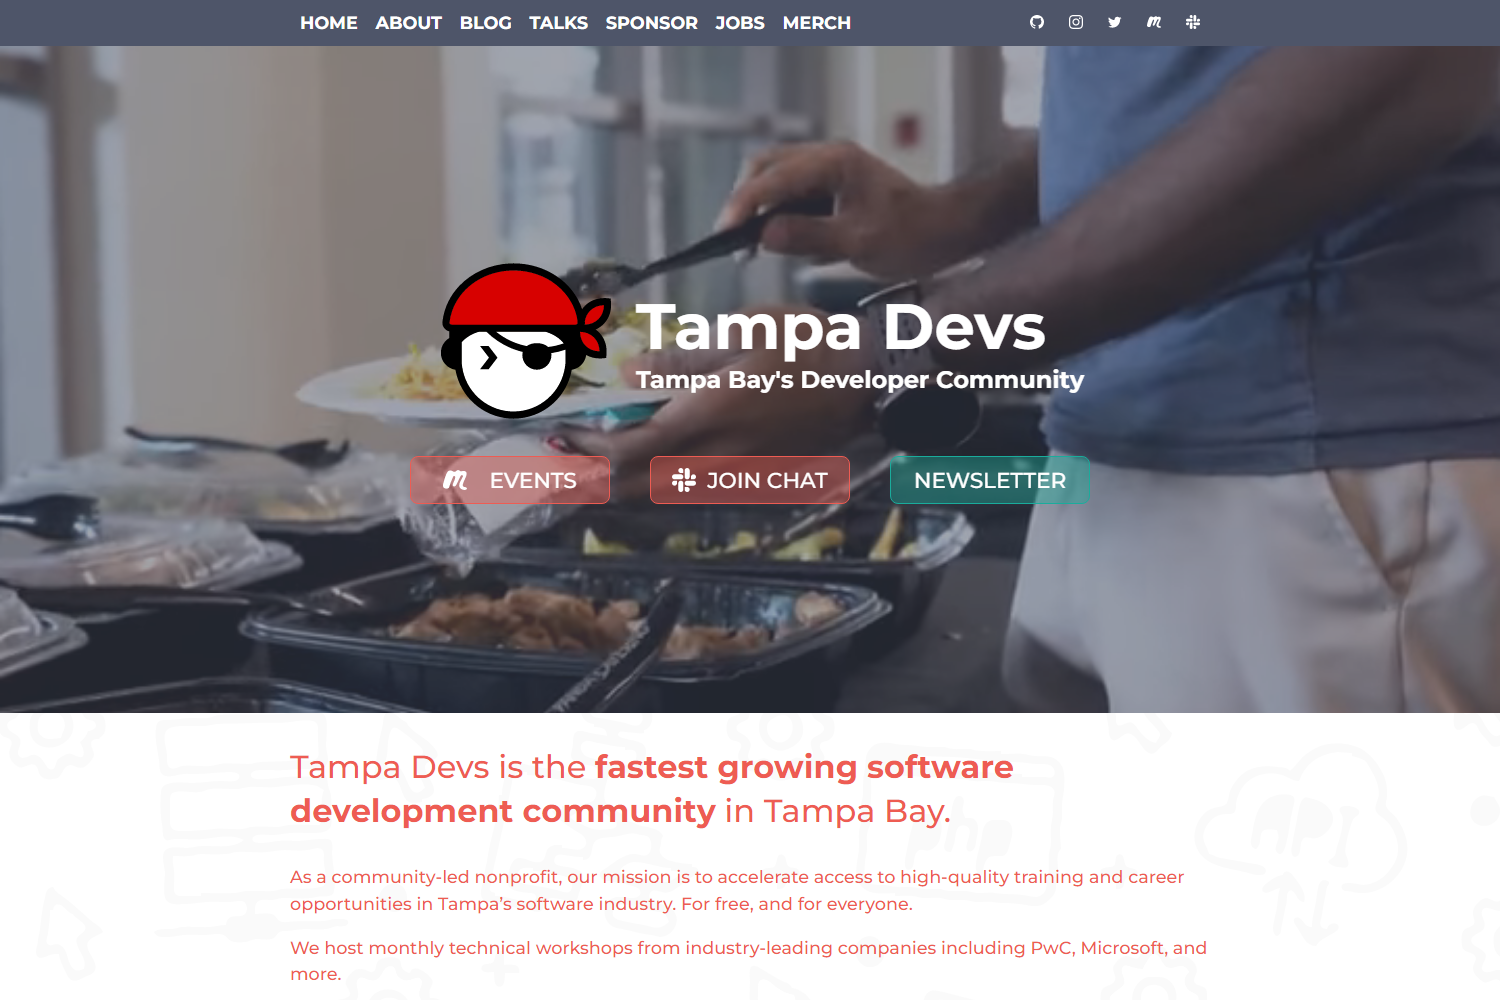 HOME ABOUT BLOG TALKS SPONSOR JOBS MERCH
Tampa Devs
Tampa Bay's Developer Community
EVENTS JOIN CHAT NEWSLETTER
Tampa Devs is the fastest growing software
development community in Tampa Bay.
As a community-led nonprofit, our mission is to accelerate access to high-quality training and career
opportunities in Tampa’s software industry. For free, and for everyone.
We host monthly technical workshops from industry-leading companies including PwC, Microsoft, and
more.
php
API